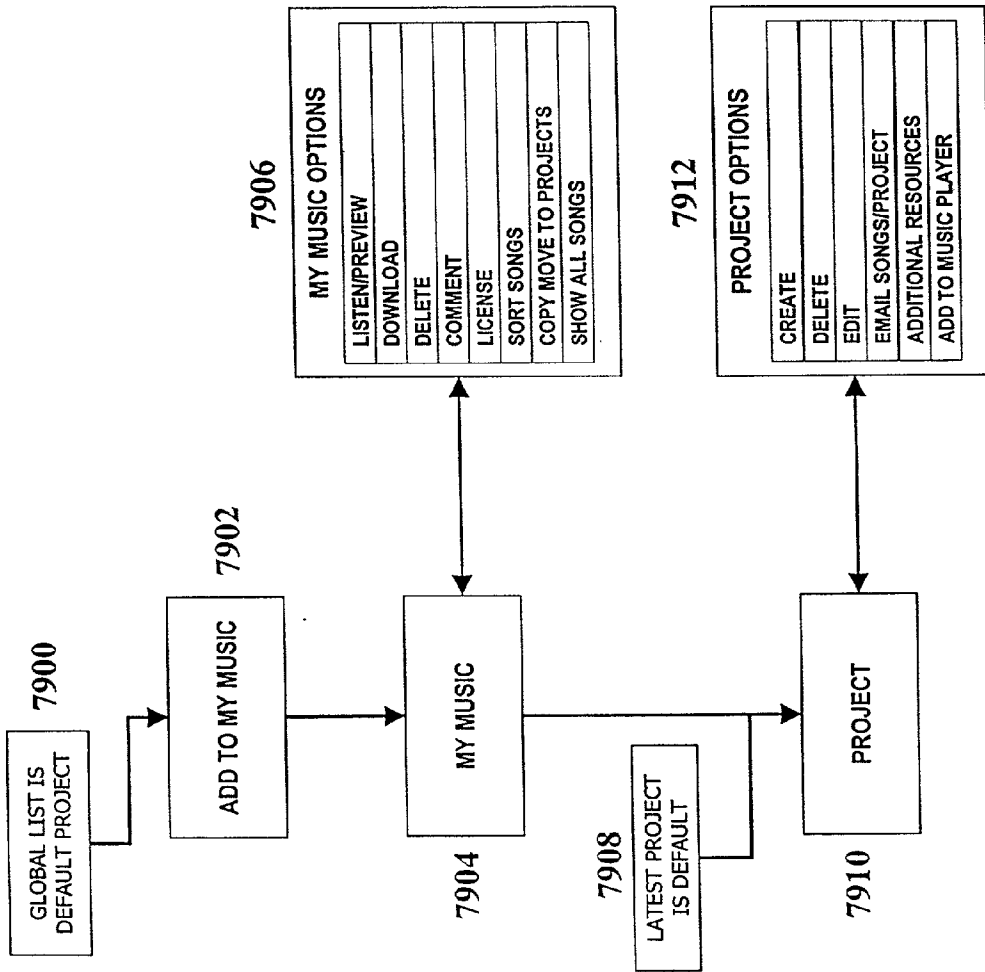 7900
GLOBAL LIST IS
DEFAULT PROJECT
7902
ADD TO MY MUSIC
7904
MY MUSIC
7906
MY MUSIC OPTIONS
LISTEN/PREVIEW
DOWNLOAD
DELETE
COMMENT
LICENSE
SORT SONGS
COPY MOVE TO PROJECTS
SHOW ALL SONGS
7908
LATEST PROJECT
IS DEFAULT
7910
PROJECT
7912
PROJECT OPTIONS
CREATE
DELETE
EDIT
EMAIL SONGS/PROJECT
ADDITIONAL RESOURCES
ADD TO MUSIC PLAYER